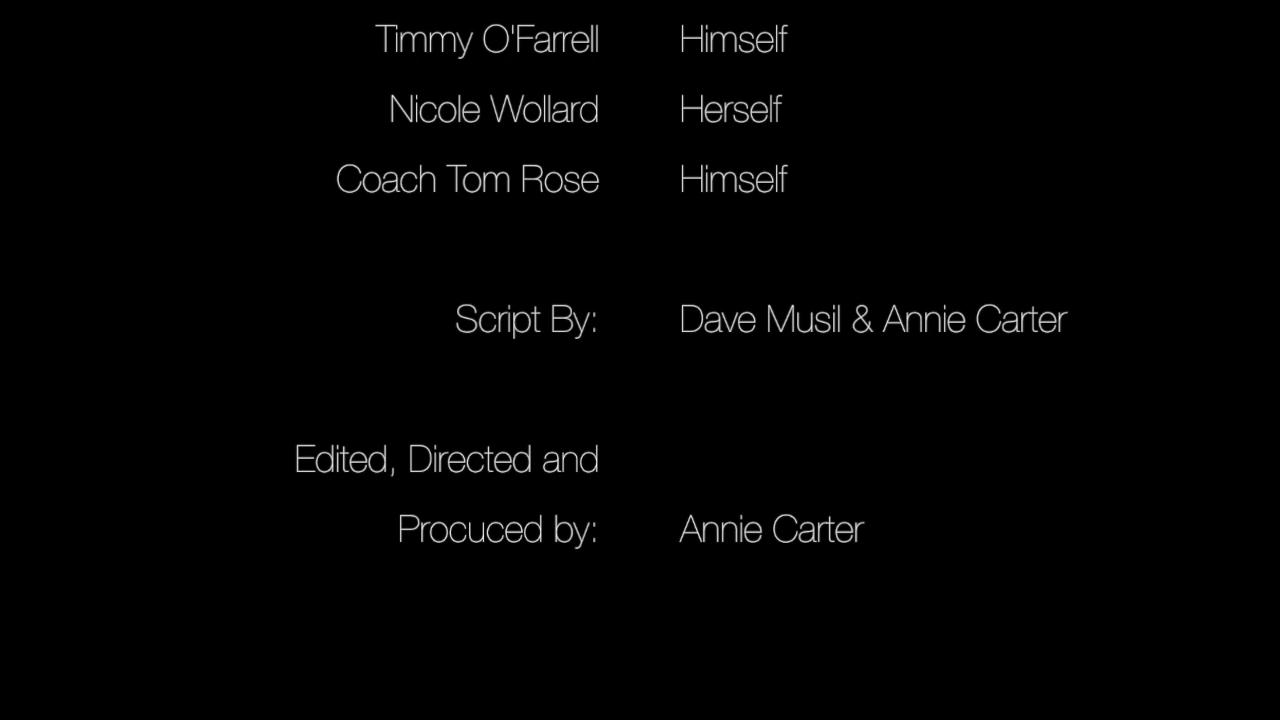 Timmy O'Farrell Himself
Nicole Wollard Herself
Coach Tom Rose Himself
Script By: Dave Musil & Annie Carter
Edited, Directed and
Procuced by: Annie Carter